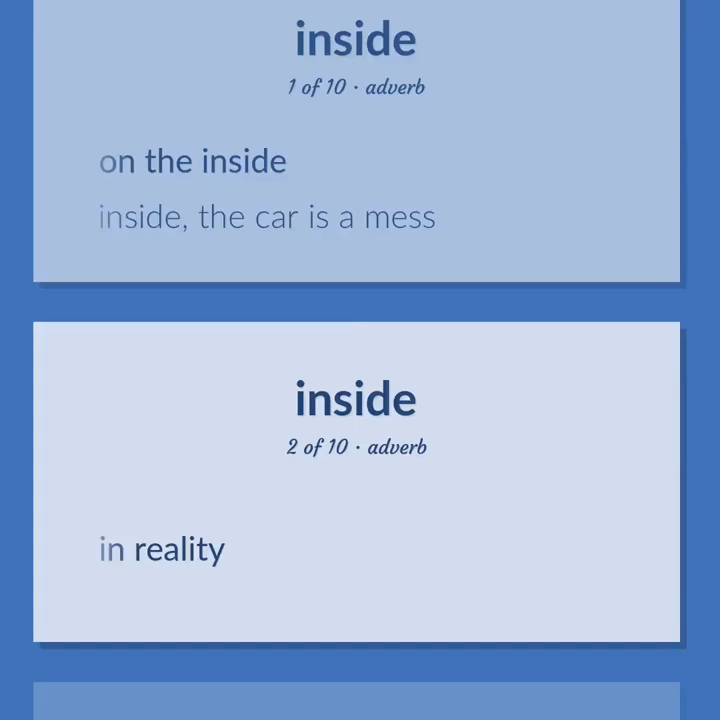 inside
1 of 10 · adverb
on the inside
inside, the car is a mess
inside
2 of 10 · adverb
in reality